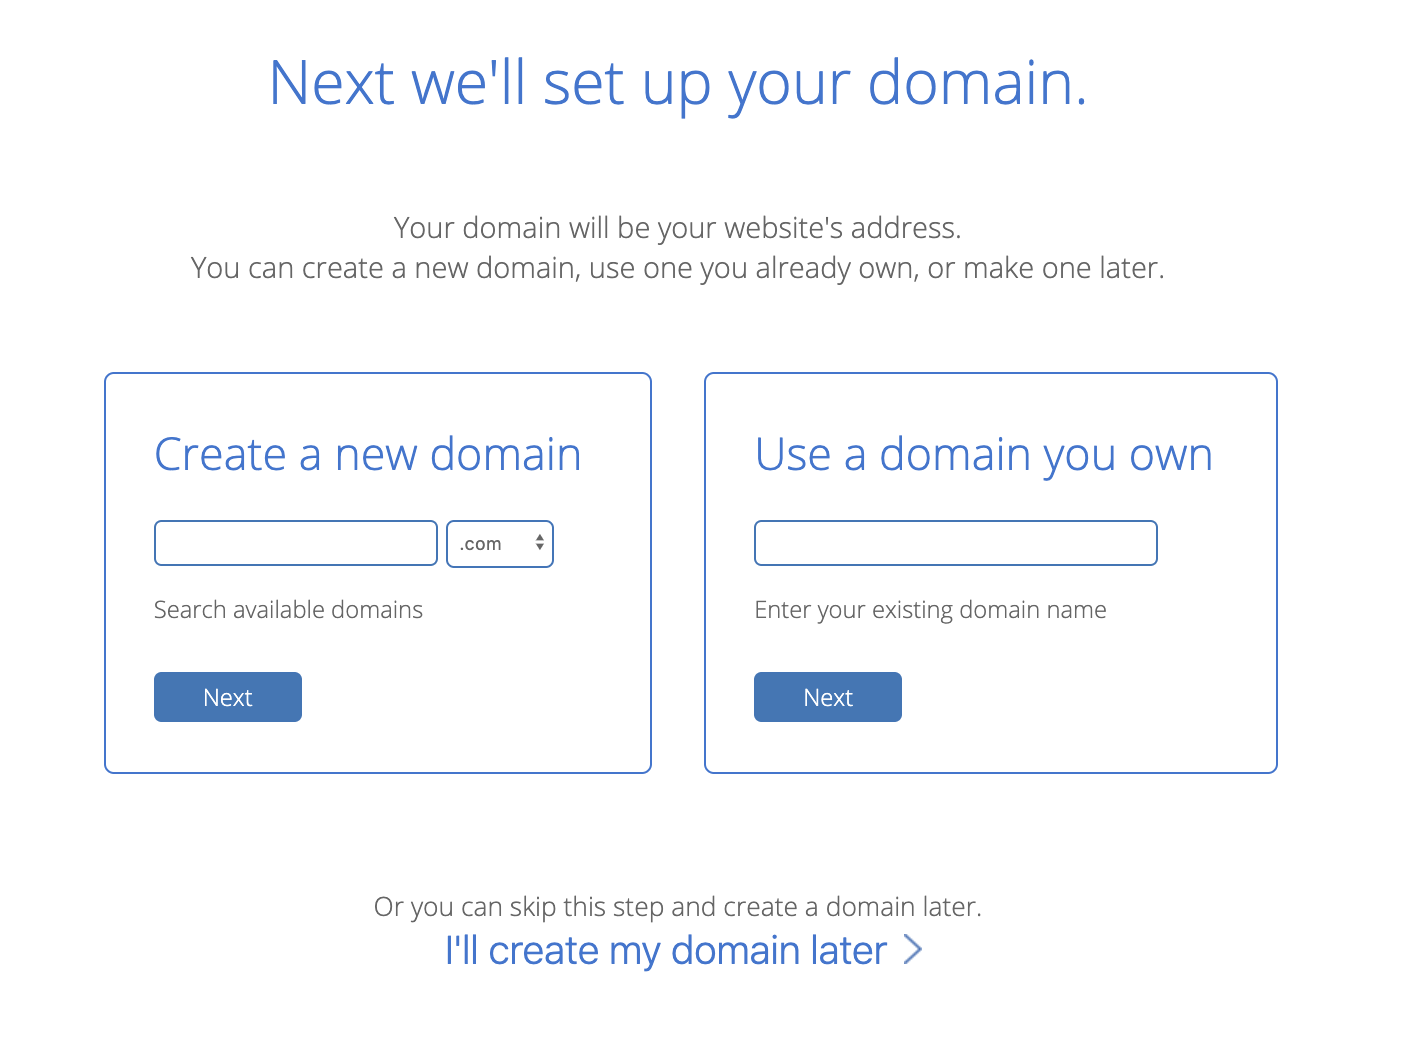 Next we'll set up your domain.
Your domain will be your website's address.
You can create a new domain, use one you already own, or make one later.
Create a new domain
.com
Search available domains
Next
Use a domain you own
Enter your existing domain name
Next
Or you can skip this step and create a domain later.
I'll create my domain later